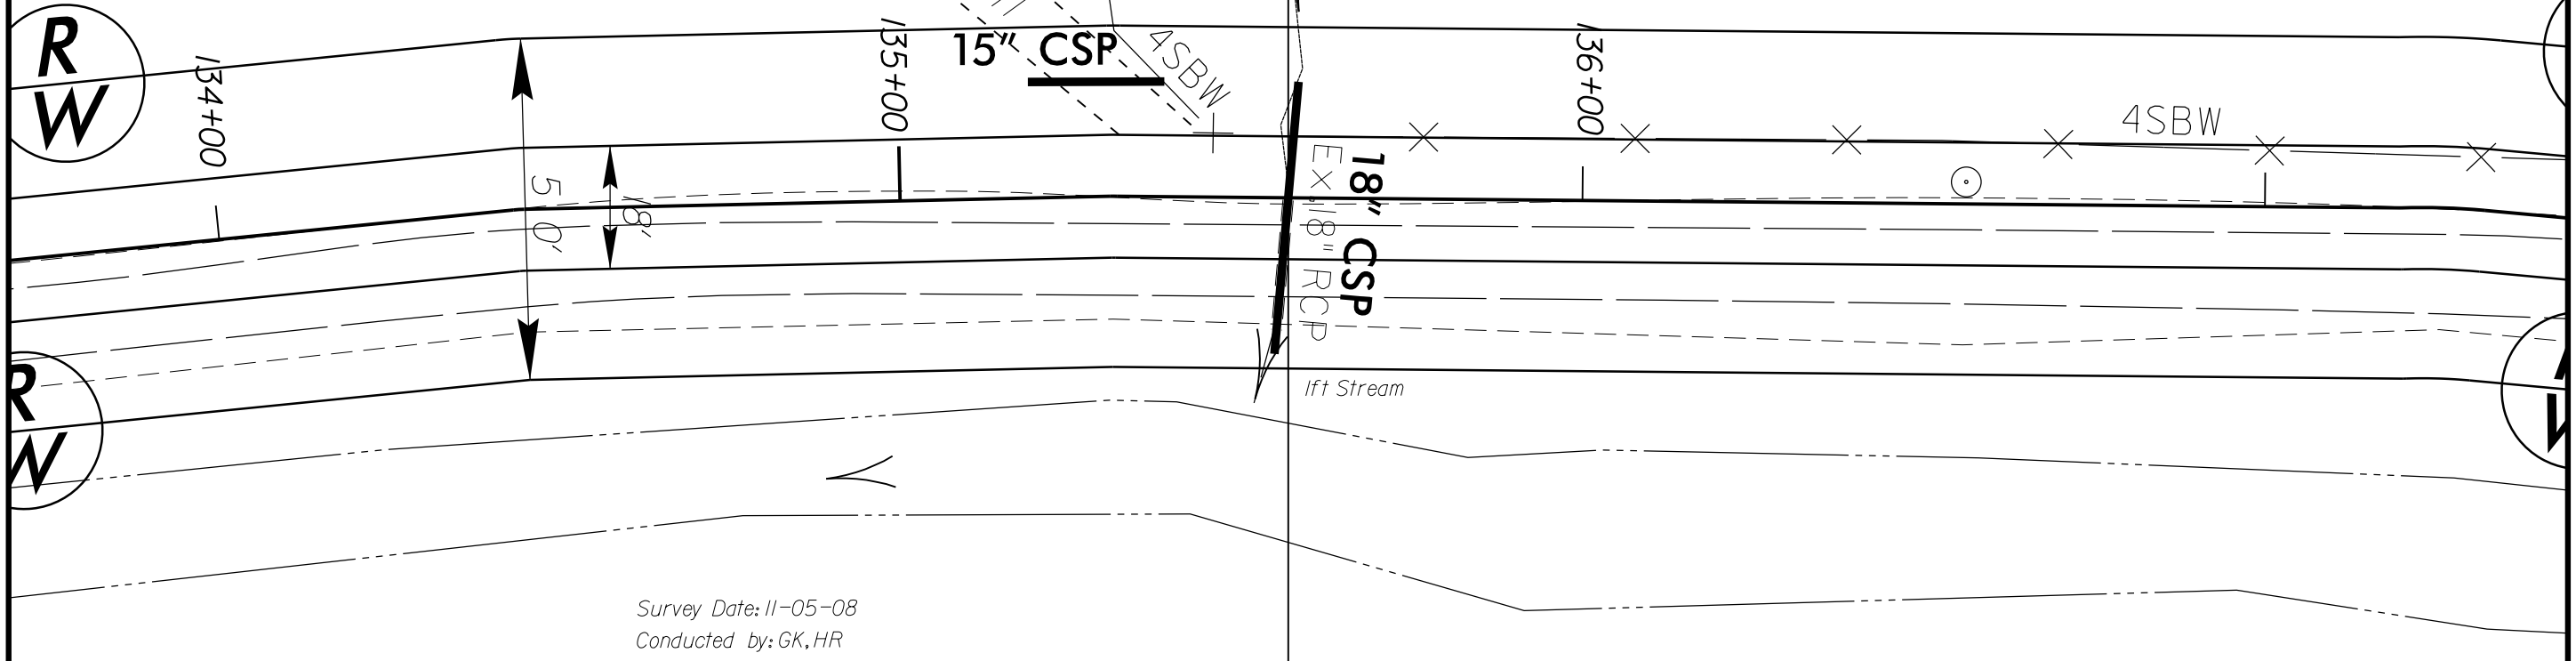 R
W
134+00
135+00
15" CSP
4SBW
136+00
4SBW
50'
18'
EX. 18" RCP
18" CSP
1ft Stream
R
W
Survey Date: 11-05-08
Conducted by: GK, HR